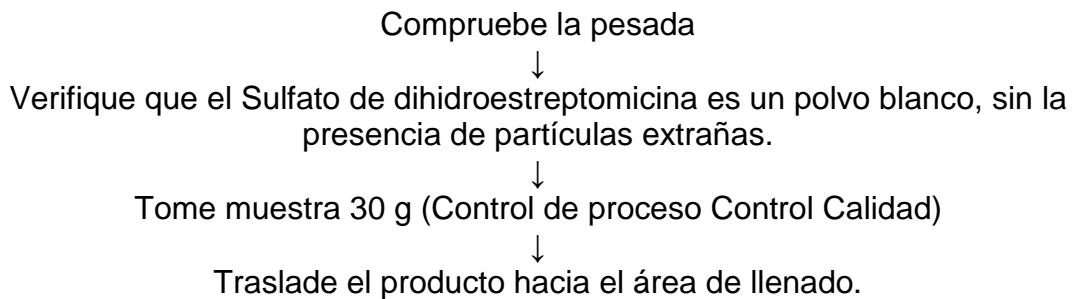 Compruebe la pesada
↓
Verifique que el Sulfato de dihidroestreptomicina es un polvo blanco, sin la
presencia de partículas extrañas.
↓
Tome muestra 30 g (Control de proceso Control Calidad)
↓
Traslade el producto hacia el área de llenado.